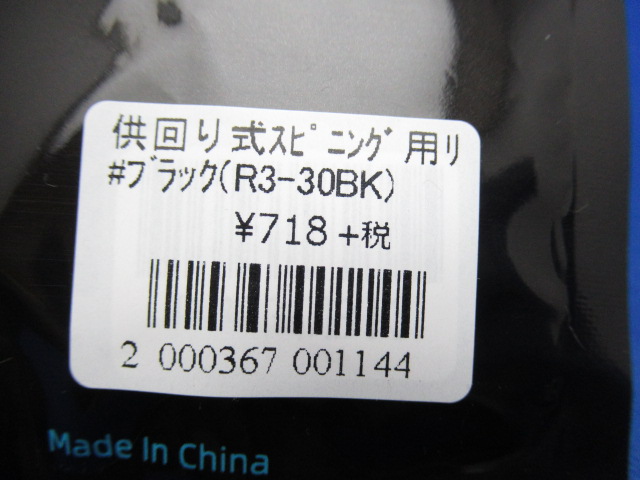 供回り式ｽﾋﾟﾆﾝｸﾞ用ﾘ
#ﾌﾞﾗｯｸ(R3-30BK)
¥718+税
2 000367 001144
Made In China